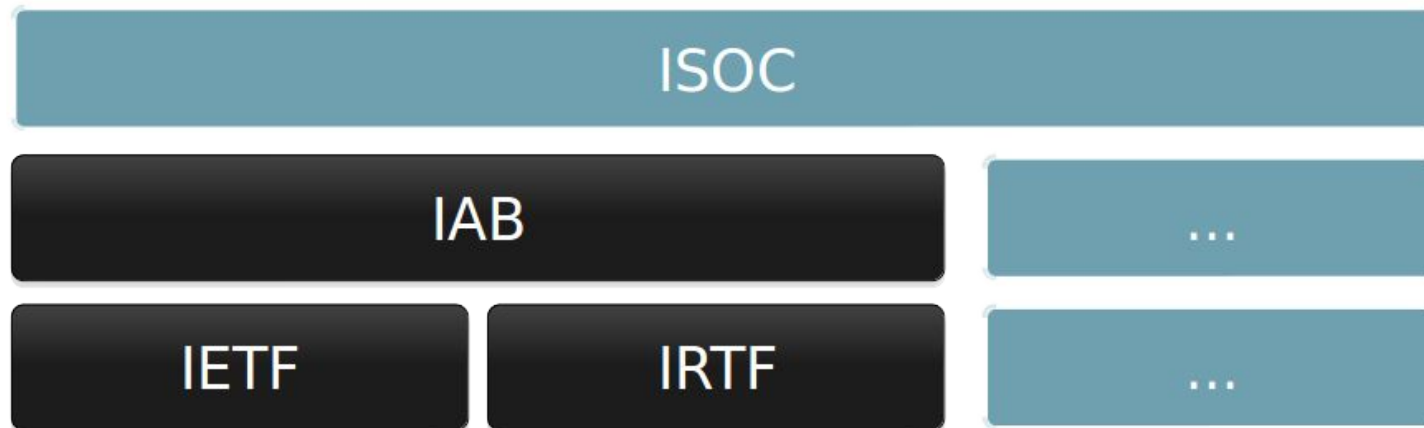 ISOC
IAB
...
IETF
IRTF
...